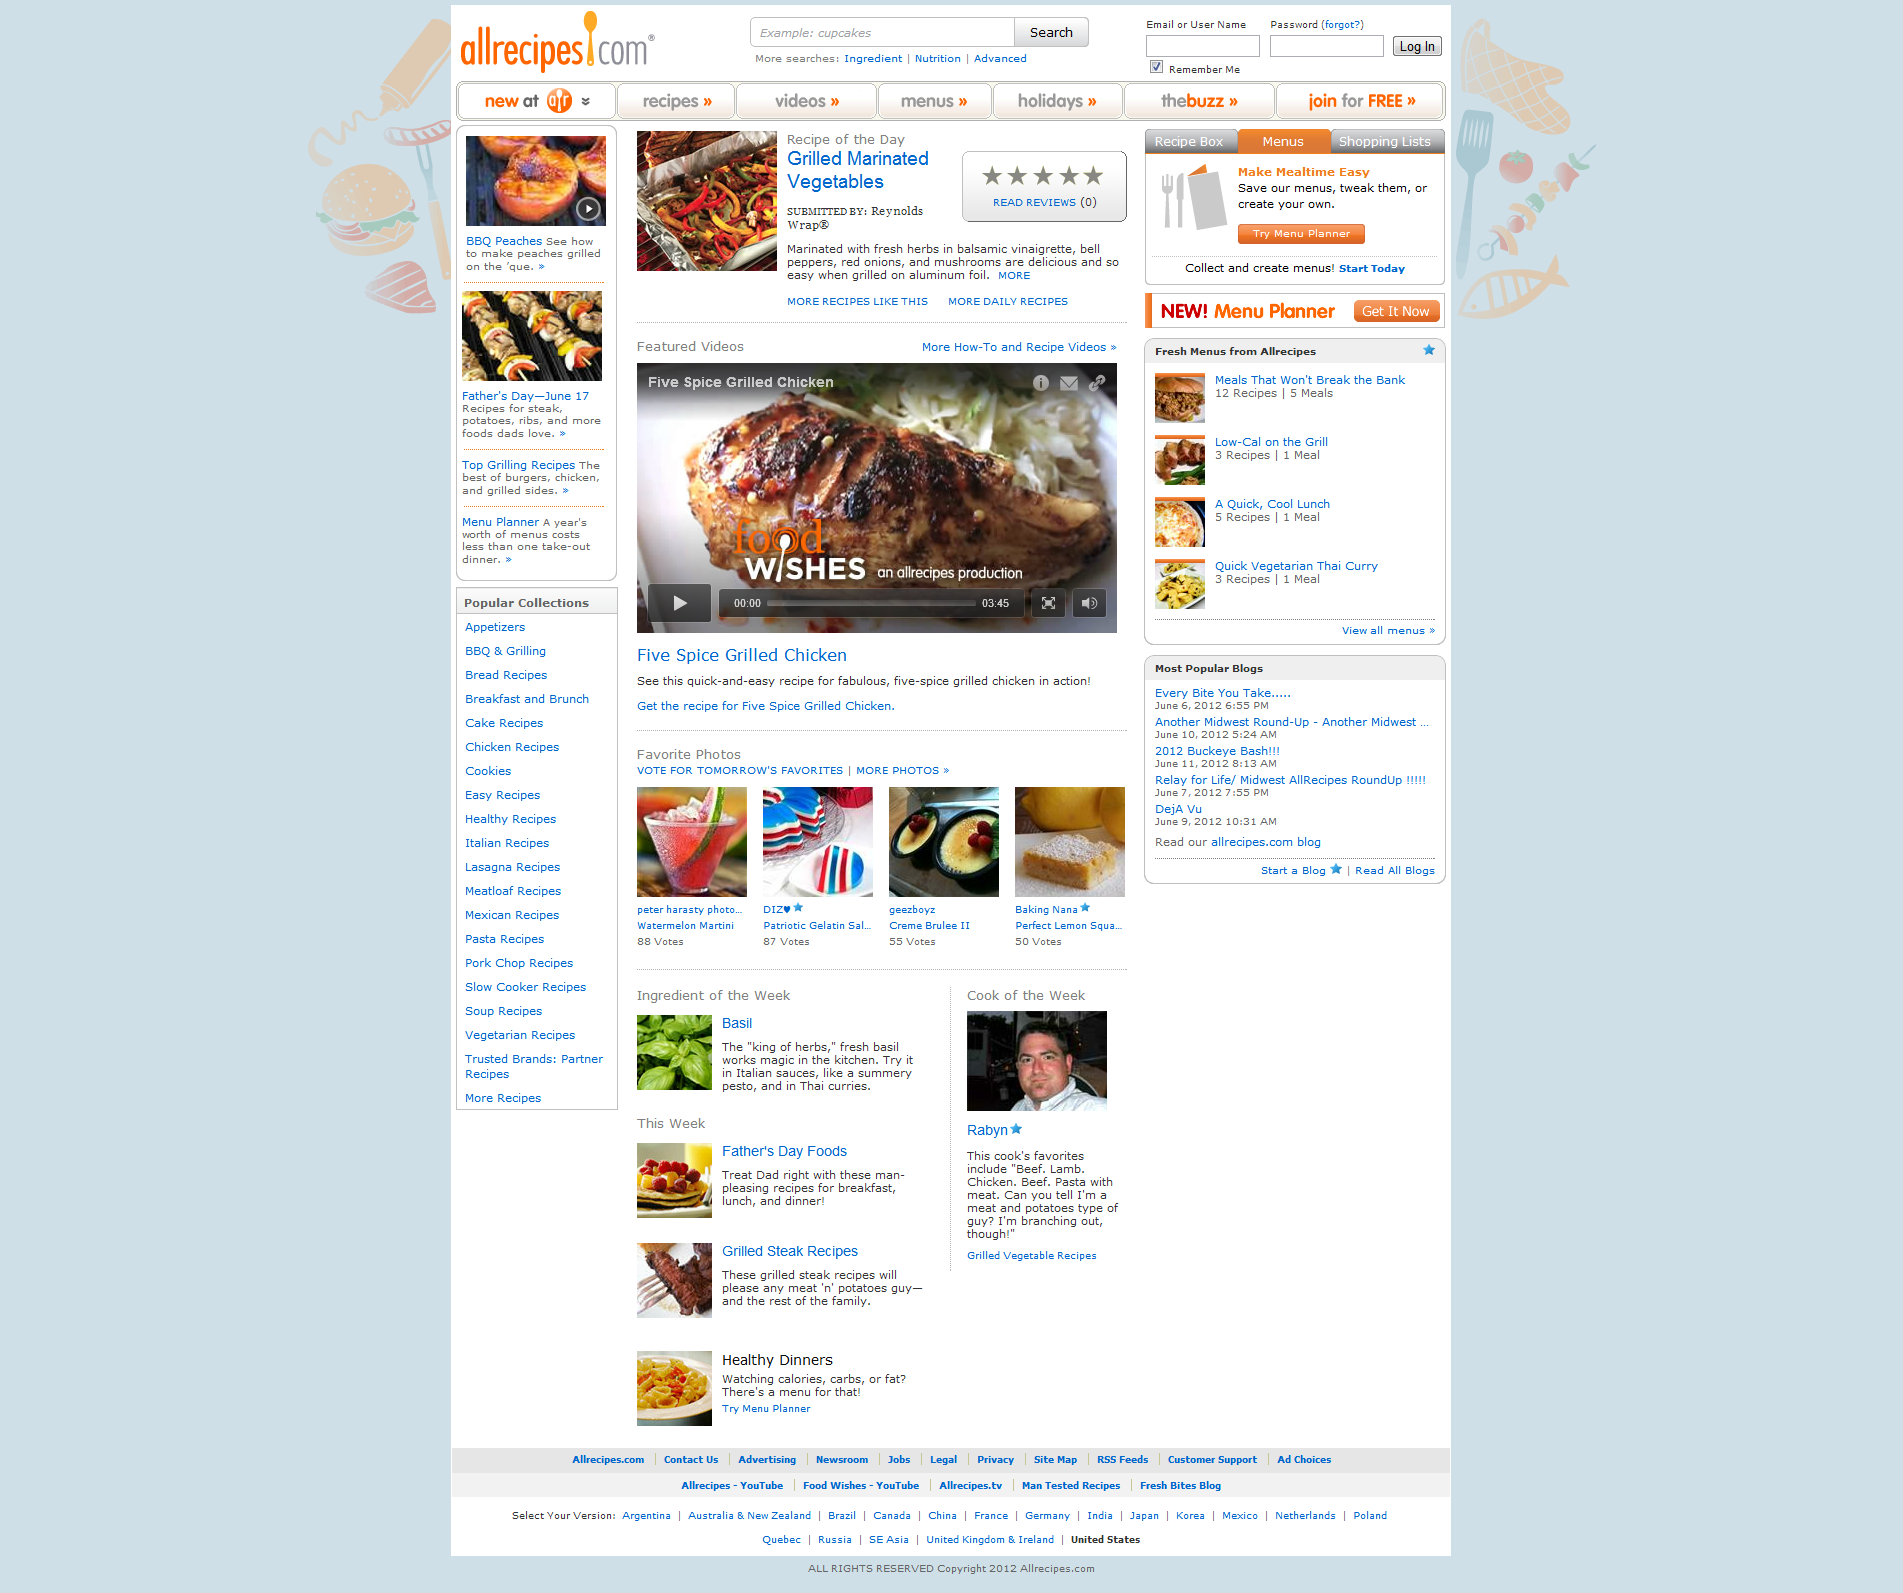 allrecipes.com®
Example: cupcakes
Search
More searches: Ingredient | Nutrition | Advanced
Email or User Name
Password (forgot?)
Log In
Remember Me
new at ar
recipes »
videos »
menus »
holidays »
thebuzz »
join for FREE »
BBQ Peaches See how
to make peaches grilled
on the 'que. »
Father's Day—June 17
Recipes for steak,
potatoes, ribs, and more
foods dads love. »
Top Grilling Recipes The
best of burgers, chicken,
and grilled sides. »
Menu Planner A year's
worth of menus costs
less than one take-out
dinner. »
Popular Collections
Appetizers
BBQ & Grilling
Bread Recipes
Breakfast and Brunch
Cake Recipes
Chicken Recipes
Cookies
Easy Recipes
Healthy Recipes
Italian Recipes
Lasagna Recipes
Meatloaf Recipes
Mexican Recipes
Pasta Recipes
Pork Chop Recipes
Slow Cooker Recipes
Soup Recipes
Vegetarian Recipes
Trusted Brands: Partner
Recipes
More Recipes
Recipe of the Day
Grilled Marinated
Vegetables
SUBMITTED BY: Reynolds
Wrap®
READ REVIEWS (0)
Marinated with fresh herbs in balsamic vinaigrette, bell
peppers, red onions, and mushrooms are delicious and so
easy when grilled on aluminum foil. MORE
MORE RECIPES LIKE THIS MORE DAILY RECIPES
Featured Videos
More How-To and Recipe Videos »
Five Spice Grilled Chicken
food
WISHES an allrecipes production
00:00
03:45
Five Spice Grilled Chicken
See this quick-and-easy recipe for fabulous, five-spice grilled chicken in action!
Get the recipe for Five Spice Grilled Chicken.
Favorite Photos
VOTE FOR TOMORROW'S FAVORITES | MORE PHOTOS »
peter harasty photo...
Watermelon Martini
88 Votes
DIZ♥
Patriotic Gelatin Sal...
87 Votes
geezboyz
Creme Brulee II
55 Votes
Baking Nana
Perfect Lemon Squa...
50 Votes
Ingredient of the Week
Basil
The "king of herbs," fresh basil
works magic in the kitchen. Try it
in Italian sauces, like a summery
pesto, and in Thai curries.
This Week
Father's Day Foods
Treat Dad right with these man-
pleasing recipes for breakfast,
lunch, and dinner!
Grilled Steak Recipes
These grilled steak recipes will
please any meat 'n' potatoes guy—
and the rest of the family.
Healthy Dinners
Watching calories, carbs, or fat?
There's a menu for that!
Try Menu Planner
Cook of the Week
Rabyn
This cook's favorites
include "Beef. Lamb.
Chicken. Beef. Pasta with
meat. Can you tell I'm a
meat and potatoes type of
guy? I'm branching out,
though!"
Grilled Vegetable Recipes
Recipe Box
Menus
Shopping Lists
Make Mealtime Easy
Save our menus, tweak them, or
create your own.
Try Menu Planner
Collect and create menus! Start Today
NEW! Menu Planner
Get It Now
Fresh Menus from Allrecipes
Meals That Won't Break the Bank
12 Recipes | 5 Meals
Low-Cal on the Grill
3 Recipes | 1 Meal
A Quick, Cool Lunch
5 Recipes | 1 Meal
Quick Vegetarian Thai Curry
3 Recipes | 1 Meal
View all menus »
Most Popular Blogs
Every Bite You Take.....
June 6, 2012 6:55 PM
Another Midwest Round-Up - Another Midwest ...
June 10, 2012 5:24 AM
2012 Buckeye Bash!!!
June 11, 2012 8:13 AM
Relay for Life/ Midwest AllRecipes RoundUp !!!!!
June 7, 2012 7:55 PM
DejA Vu
June 9, 2012 10:31 AM
Read our allrecipes.com blog
Start a Blog | Read All Blogs
Allrecipes.com | Contact Us | Advertising | Newsroom | Jobs | Legal | Privacy | Site Map | RSS Feeds | Customer Support | Ad Choices
Allrecipes - YouTube | Food Wishes - YouTube | Allrecipes.tv | Man Tested Recipes | Fresh Bites Blog
Select Your Version: Argentina | Australia & New Zealand | Brazil | Canada | China | France | Germany | India | Japan | Korea | Mexico | Netherlands | Poland
Quebec | Russia | SE Asia | United Kingdom & Ireland | United States
ALL RIGHTS RESERVED Copyright 2012 Allrecipes.com